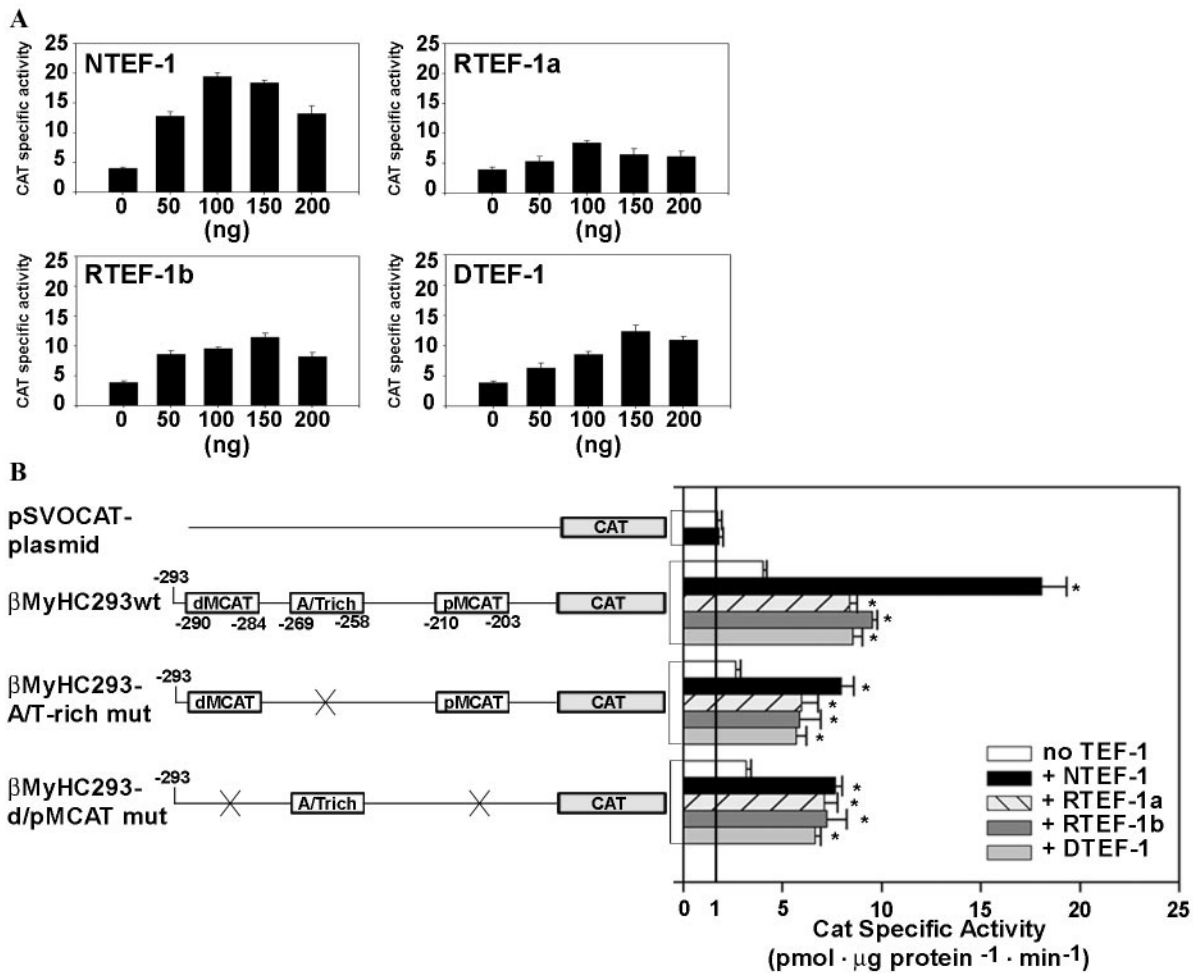 A
NTEF-1
CAT specific activity
25
20
15
10
5
0
0 50 100 150 200
(ng)
RTEF-1a
CAT specific activity
25
20
15
10
5
0
0 50 100 150 200
(ng)
RTEF-1b
CAT specific activity
25
20
15
10
5
0
0 50 100 150 200
(ng)
DTEF-1
CAT specific activity
25
20
15
10
5
0
0 50 100 150 200
(ng)
B
pSVOCAT-
plasmid
CAT
βMyHC293wt
-293
dMCAT A/Trich pMCAT CAT
-290 -284 -269 -258 -210 -203
* * * *
βMyHC293-
A/T-rich mut
-293
dMCAT pMCAT CAT
* * * *
βMyHC293-
d/pMCAT mut
-293
A/Trich CAT
* * * *
no TEF-1
+ NTEF-1
+ RTEF-1a
+ RTEF-1b
+ DTEF-1
0 1 5 10 15 20 25
Cat Specific Activity
(pmol · μg protein ⁻¹ · min⁻¹)